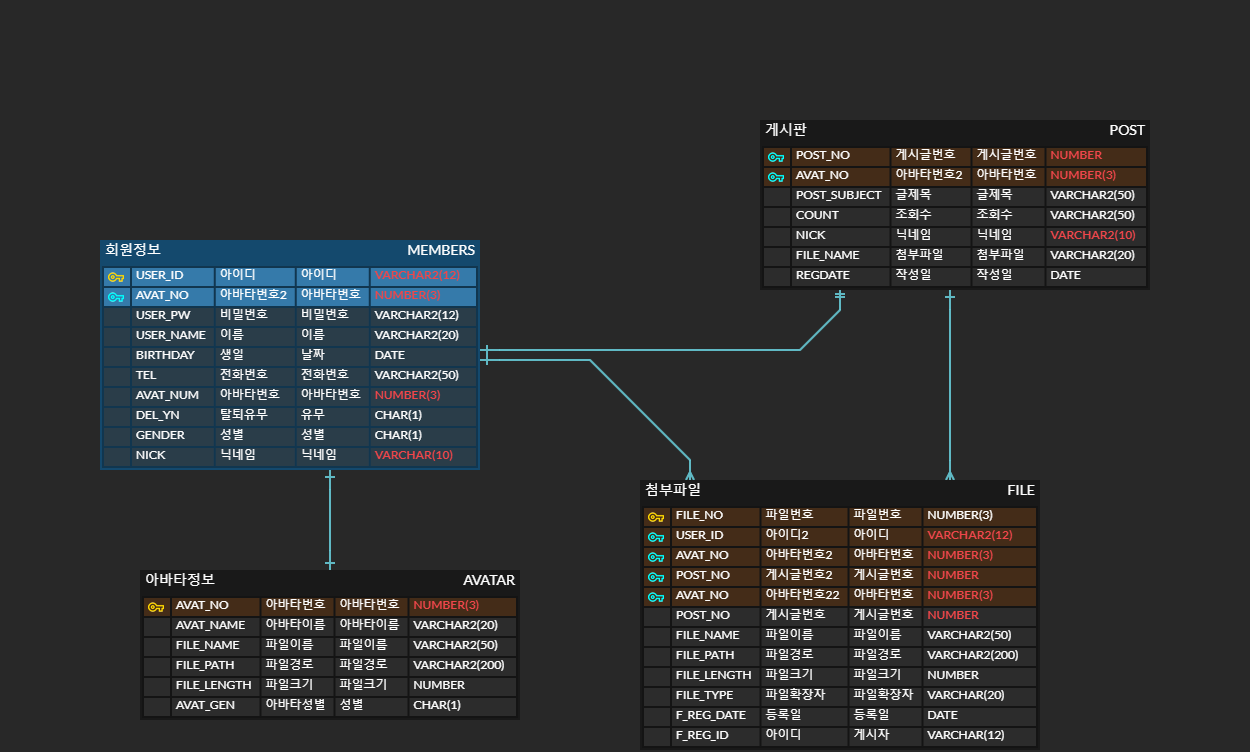 게시판 POST
POST_NO 게시글번호 게시글번호 NUMBER
AVAT_NO 아바타번호2 아바타번호 NUMBER(3)
POST_SUBJECT 글제목 글제목 VARCHAR2(50)
COUNT 조회수 조회수 VARCHAR2(50)
NICK 닉네임 닉네임 VARCHAR2(10)
FILE_NAME 첨부파일 첨부파일 VARCHAR2(20)
REGDATE 작성일 작성일 DATE
회원정보 MEMBERS
USER_ID 아이디 아이디 VARCHAR2(12)
AVAT_NO 아바타번호2 아바타번호 NUMBER(3)
USER_PW 비밀번호 비밀번호 VARCHAR2(12)
USER_NAME 이름 이름 VARCHAR2(20)
BIRTHDAY 생일 날짜 DATE
TEL 전화번호 전화번호 VARCHAR2(50)
AVAT_NUM 아바타번호 아바타번호 NUMBER(3)
DEL_YN 탈퇴유무 유무 CHAR(1)
GENDER 성별 성별 CHAR(1)
NICK 닉네임 닉네임 VARCHAR(10)
첨부파일 FILE
FILE_NO 파일번호 파일번호 NUMBER(3)
USER_ID 아이디2 아이디 VARCHAR2(12)
AVAT_NO 아바타번호2 아바타번호 NUMBER(3)
POST_NO 게시글번호2 게시글번호 NUMBER
AVAT_NO 아바타번호22 아바타번호 NUMBER(3)
POST_NO 게시글번호 게시글번호 NUMBER
FILE_NAME 파일이름 파일이름 VARCHAR2(50)
FILE_PATH 파일경로 파일경로 VARCHAR2(200)
FILE_LENGTH 파일크기 파일크기 NUMBER
FILE_TYPE 파일확장자 파일확장자 VARCHAR(20)
F_REG_DATE 등록일 등록일 DATE
F_REG_ID 아이디 게시자 VARCHAR(12)
아바타정보 AVATAR
AVAT_NO 아바타번호 아바타번호 NUMBER(3)
AVAT_NAME 아바타이름 아바타이름 VARCHAR2(20)
FILE_NAME 파일이름 파일이름 VARCHAR2(50)
FILE_PATH 파일경로 파일경로 VARCHAR2(200)
FILE_LENGTH 파일크기 파일크기 NUMBER
AVAT_GEN 아바타성별 성별 CHAR(1)